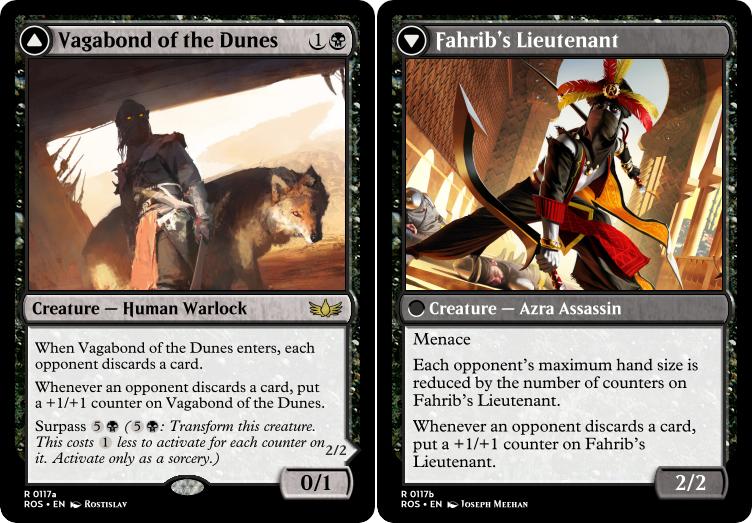 Vagabond of the Dunes 1
Creature — Human Warlock
When Vagabond of the Dunes enters, each
opponent discards a card.
Whenever an opponent discards a card, put
a +1/+1 counter on Vagabond of the Dunes.
Surpass 5 ( 5 : Transform this creature.
This costs 1 less to activate for each counter on
it. Activate only as a sorcery.)
2/2
0/1
R 0117a
ROS • EN Rostislav
Fahrib's Lieutenant
Creature — Azra Assassin
Menace
Each opponent's maximum hand size is
reduced by the number of counters on
Fahrib's Lieutenant.
Whenever an opponent discards a card,
put a +1/+1 counter on Fahrib's
Lieutenant.
2/2
R 0117b
ROS • EN Joseph Meehan